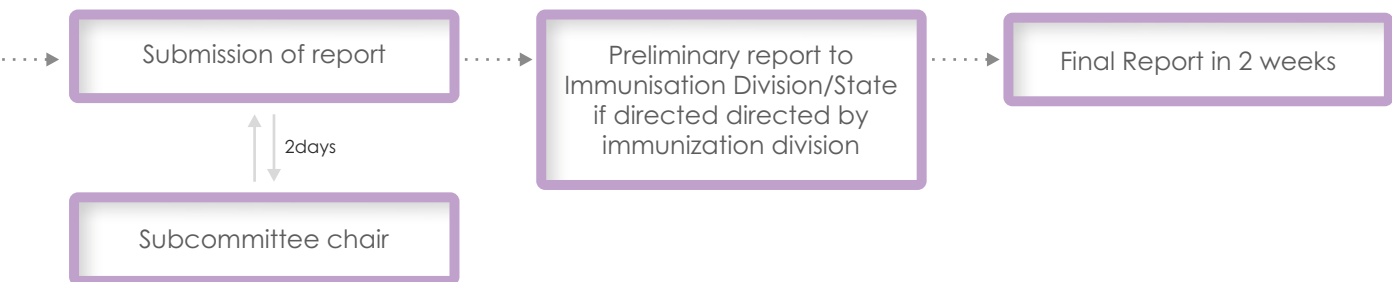 Submission of report
Preliminary report to
Immunisation Division/State
if directed directed by
immunization division
Final Report in 2 weeks
2days
Subcommittee chair